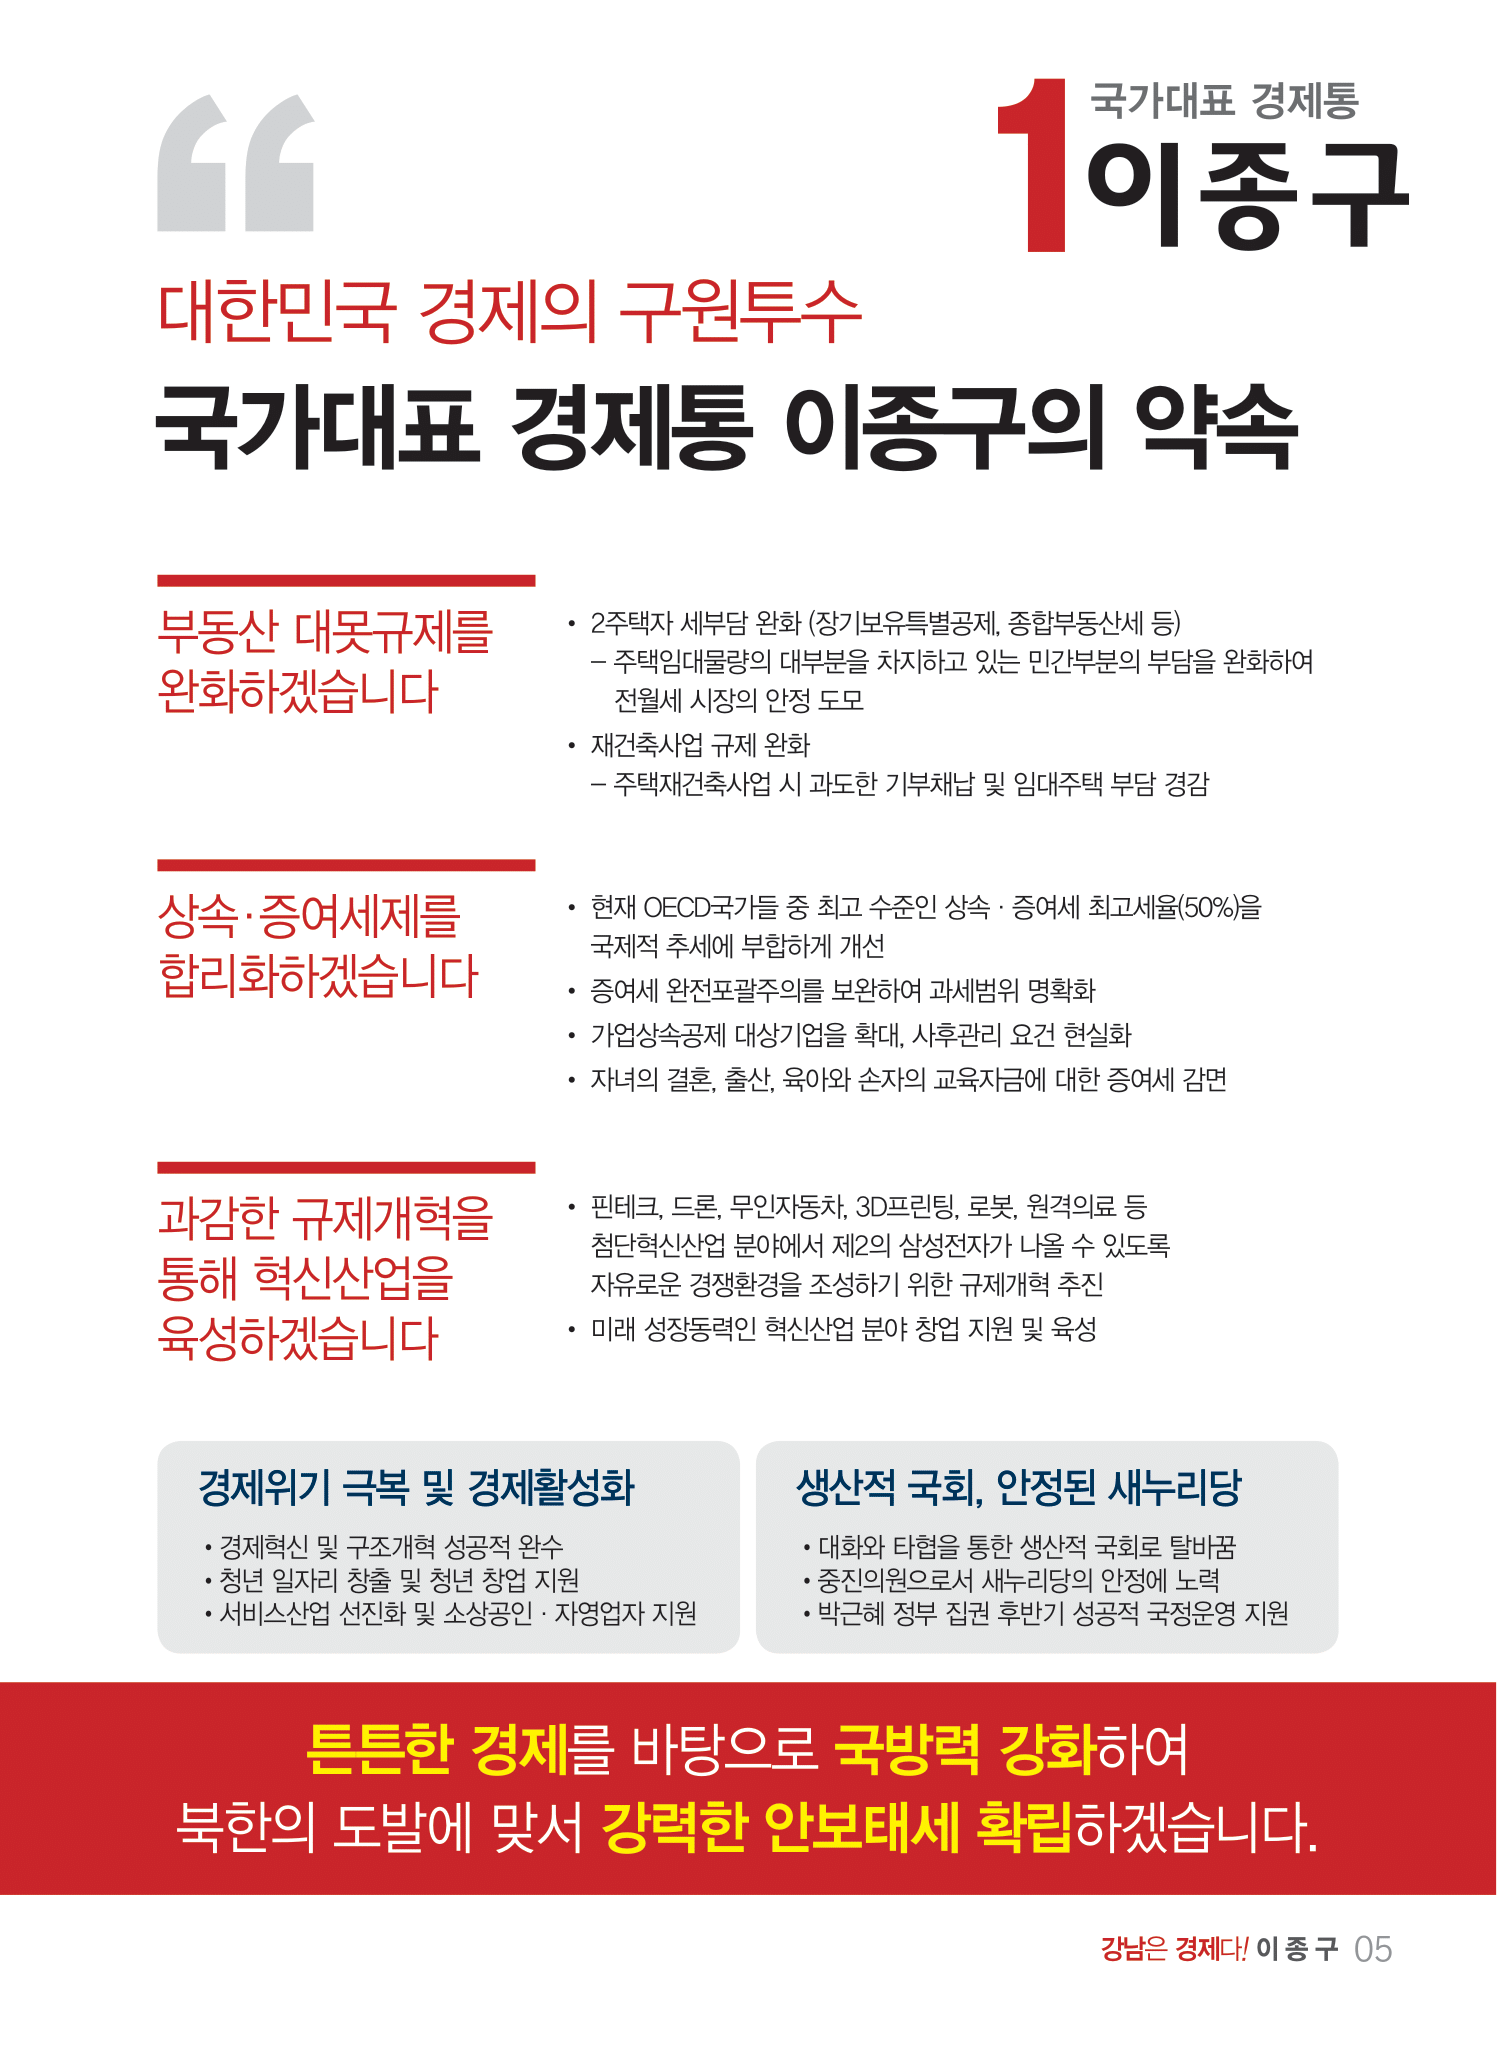 “
1 국가대표 경제통
이종구
대한민국 경제의 구원투수
국가대표 경제통 이종구의 약속
부동산 대못규제를
완화하겠습니다
• 2주택자 세부담 완화 (장기보유특별공제, 종합부동산세 등)
– 주택임대물량의 대부분을 차지하고 있는 민간부분의 부담을 완화하여
전월세 시장의 안정 도모
• 재건축사업 규제 완화
– 주택재건축사업 시 과도한 기부채납 및 임대주택 부담 경감
상속·증여세제를
합리화하겠습니다
• 현재 OECD국가들 중 최고 수준인 상속·증여세 최고세율(50%)을
국제적 추세에 부합하게 개선
• 증여세 완전포괄주의를 보완하여 과세범위 명확화
• 가업상속공제 대상기업을 확대, 사후관리 요건 현실화
• 자녀의 결혼, 출산, 육아와 손자의 교육자금에 대한 증여세 감면
과감한 규제개혁을
통해 혁신산업을
육성하겠습니다
• 핀테크, 드론, 무인자동차, 3D프린팅, 로봇, 원격의료 등
첨단혁신산업 분야에서 제2의 삼성전자가 나올 수 있도록
자유로운 경쟁환경을 조성하기 위한 규제개혁 추진
• 미래 성장동력인 혁신산업 분야 창업 지원 및 육성
경제위기 극복 및 경제활성화
• 경제혁신 및 구조개혁 성공적 완수
• 청년 일자리 창출 및 청년 창업 지원
• 서비스산업 선진화 및 소상공인·자영업자 지원
생산적 국회, 안정된 새누리당
• 대화와 타협을 통한 생산적 국회로 탈바꿈
• 중진의원으로서 새누리당의 안정에 노력
• 박근혜 정부 집권 후반기 성공적 국정운영 지원
튼튼한 경제를 바탕으로 국방력 강화하여
북한의 도발에 맞서 강력한 안보태세 확립하겠습니다.
강남은 경제다! 이종구 05